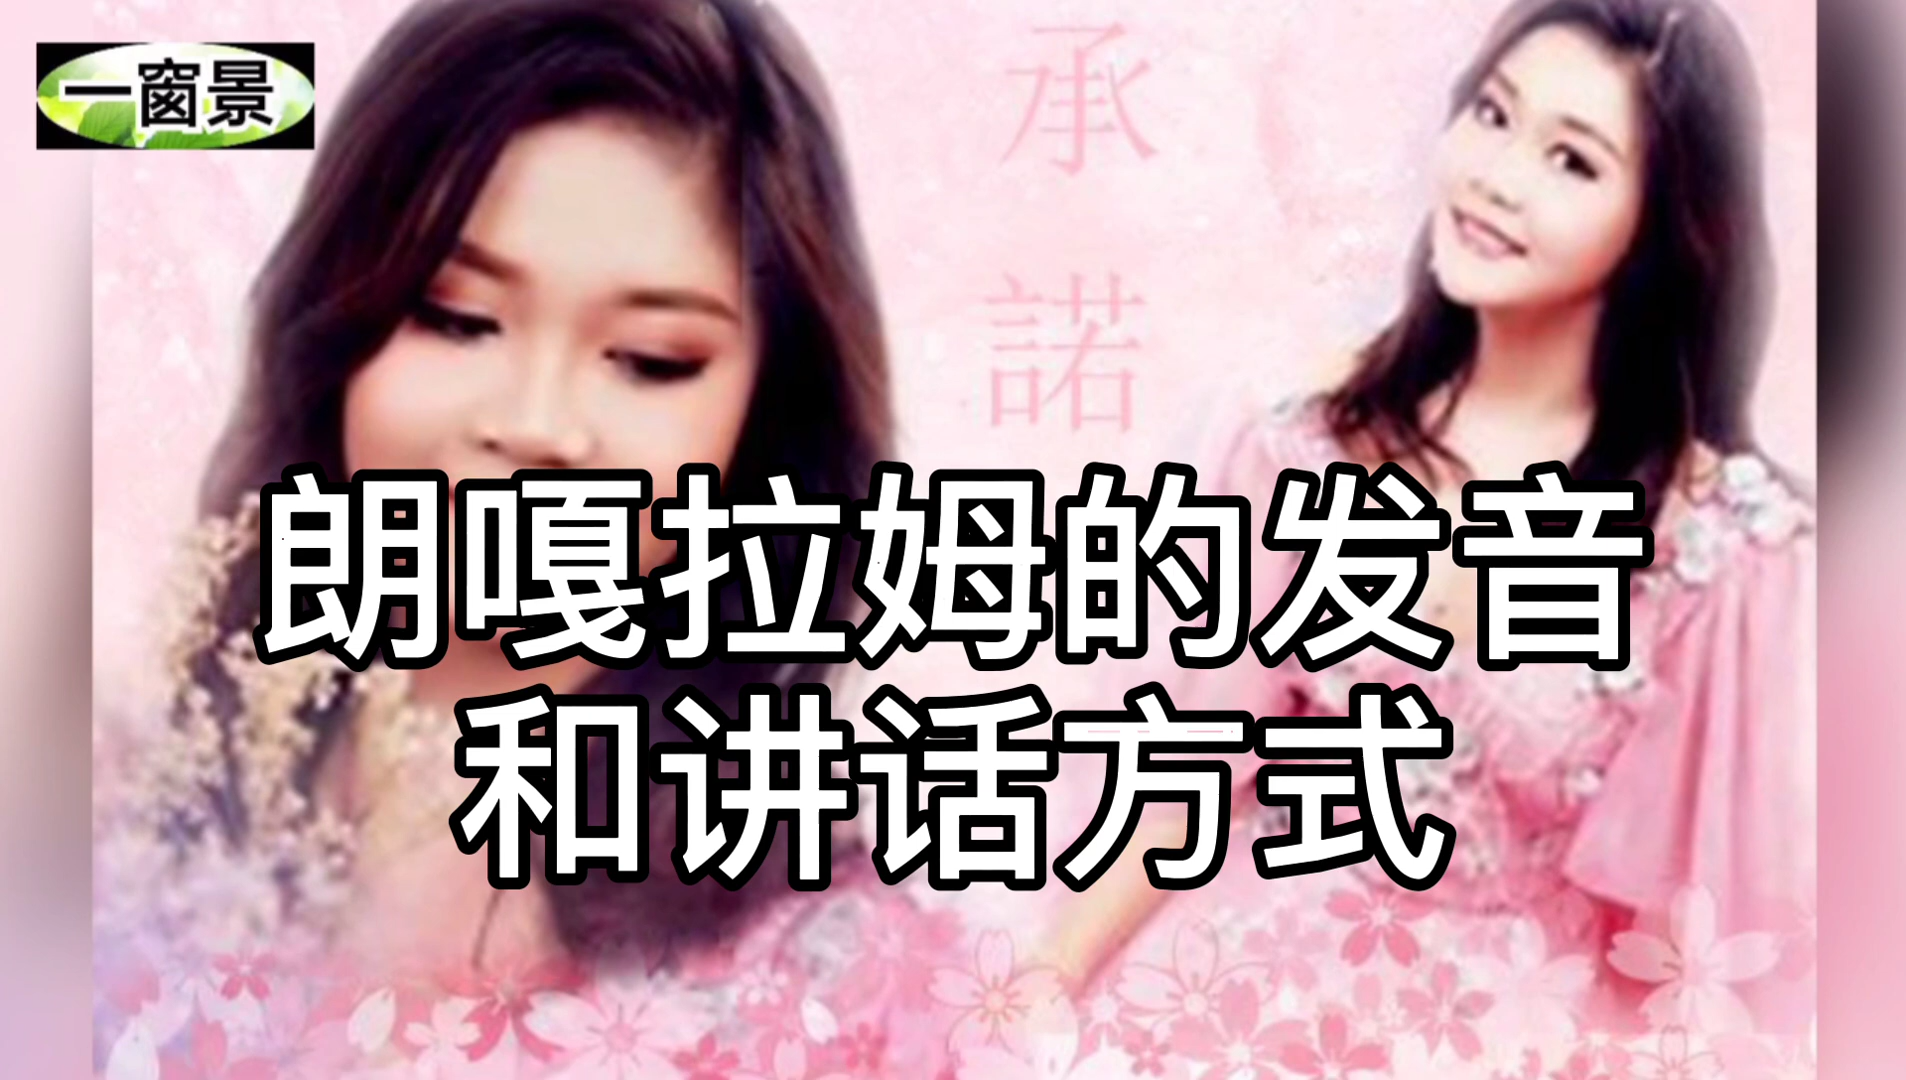 一窗景
承
諾
朗嘎拉姆的发音
和讲话方式